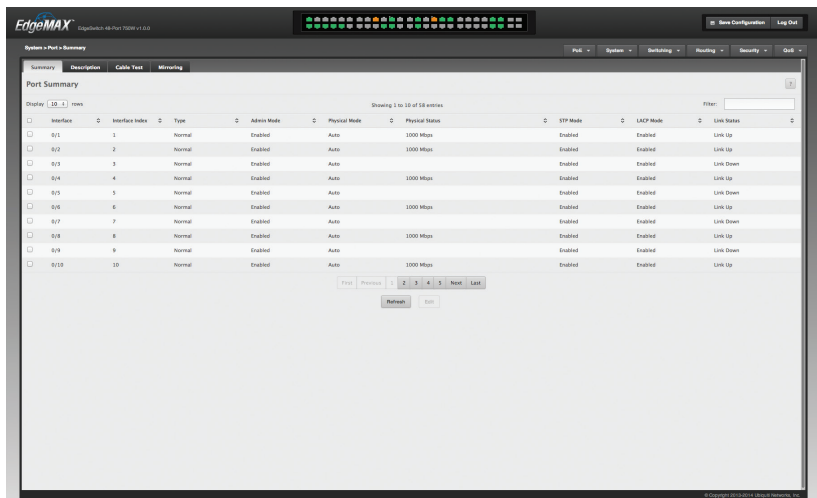 EdgeMAX EdgeSwitch 48-Port 750W v1.0.0
Save Configuration Log Out
System > Port > Summary
PoE System Switching Routing Security QoS
Summary Description Cable Test Mirroring
Port Summary
?
Display 10 rows Showing 1 to 10 of 58 entries Filter:
Interface Interface Index Type Admin Mode Physical Mode Physical Status STP Mode LACP Mode Link Status
0/1 1 Normal Enabled Auto 1000 Mbps Enabled Enabled Link Up
0/2 2 Normal Enabled Auto 1000 Mbps Enabled Enabled Link Up
0/3 3 Normal Enabled Auto Enabled Enabled Link Down
0/4 4 Normal Enabled Auto 1000 Mbps Enabled Enabled Link Up
0/5 5 Normal Enabled Auto Enabled Enabled Link Down
0/6 6 Normal Enabled Auto 1000 Mbps Enabled Enabled Link Up
0/7 7 Normal Enabled Auto Enabled Enabled Link Down
0/8 8 Normal Enabled Auto 1000 Mbps Enabled Enabled Link Up
0/9 9 Normal Enabled Auto Enabled Enabled Link Down
0/10 10 Normal Enabled Auto 1000 Mbps Enabled Enabled Link Up
First Previous 1 2 3 4 5 Next Last
Refresh Edit
© Copyright 2013-2014 Ubiquiti Networks, Inc.